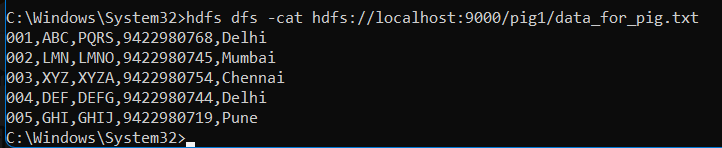 C:\Windows\System32>hdfs dfs -cat hdfs://localhost:9000/pig1/data_for_pig.txt
001,ABC,PQRS,9422980768,Delhi
002,LMN,LMNO,9422980745,Mumbai
003,XYZ,XYZA,9422980754,Chennai
004,DEF,DEFG,9422980744,Delhi
005,GHI,GHIJ,9422980719,Pune
C:\Windows\System32>